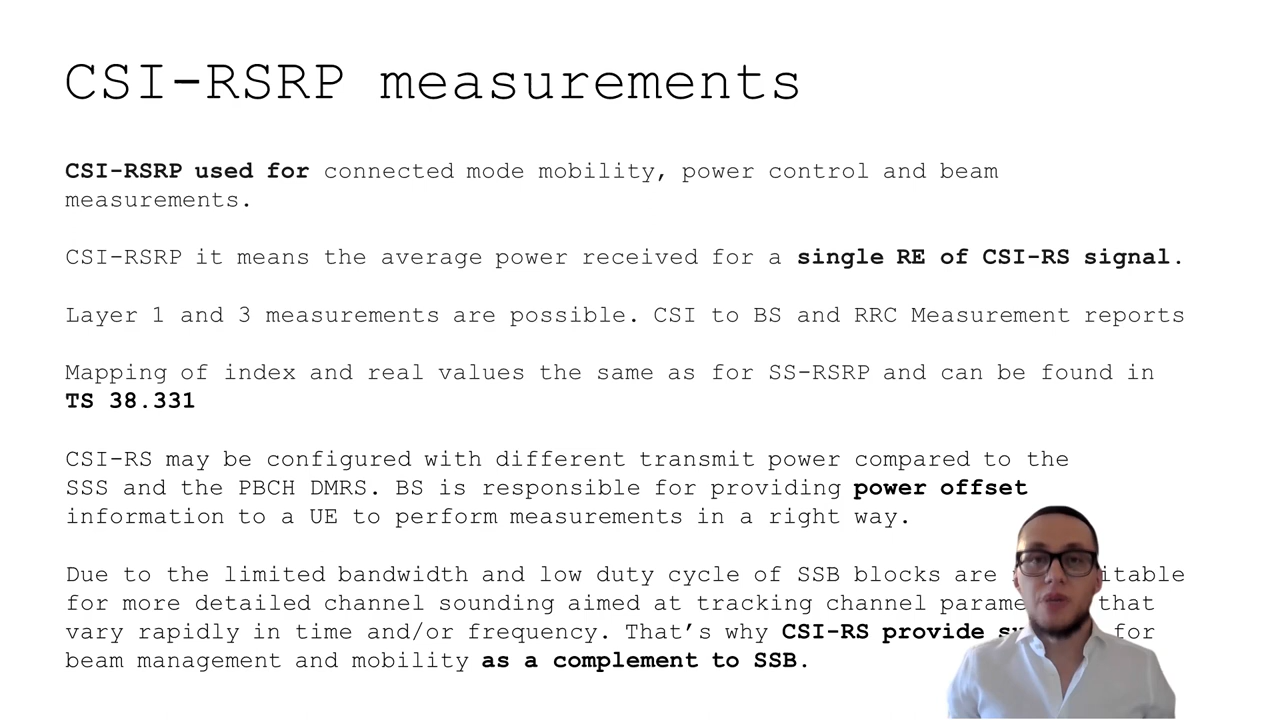 CSI-RSRP measurements
CSI-RSRP used for connected mode mobility, power control and beam
measurements.
CSI-RSRP it means the average power received for a single RE of CSI-RS signal.
Layer 1 and 3 measurements are possible. CSI to BS and RRC Measurement reports
Mapping of index and real values the same as for SS-RSRP and can be found in
TS 38.331
CSI-RS may be configured with different transmit power compared to the
SSS and the PBCH DMRS. BS is responsible for providing power offset
information to a UE to perform measurements in a right way.
Due to the limited bandwidth and low duty cycle of SSB blocks are
for more detailed channel sounding aimed at tracking channel that
vary rapidly in time and/or frequency. That's why CSI-RS provide for
beam management and mobility as a complement to SSB.